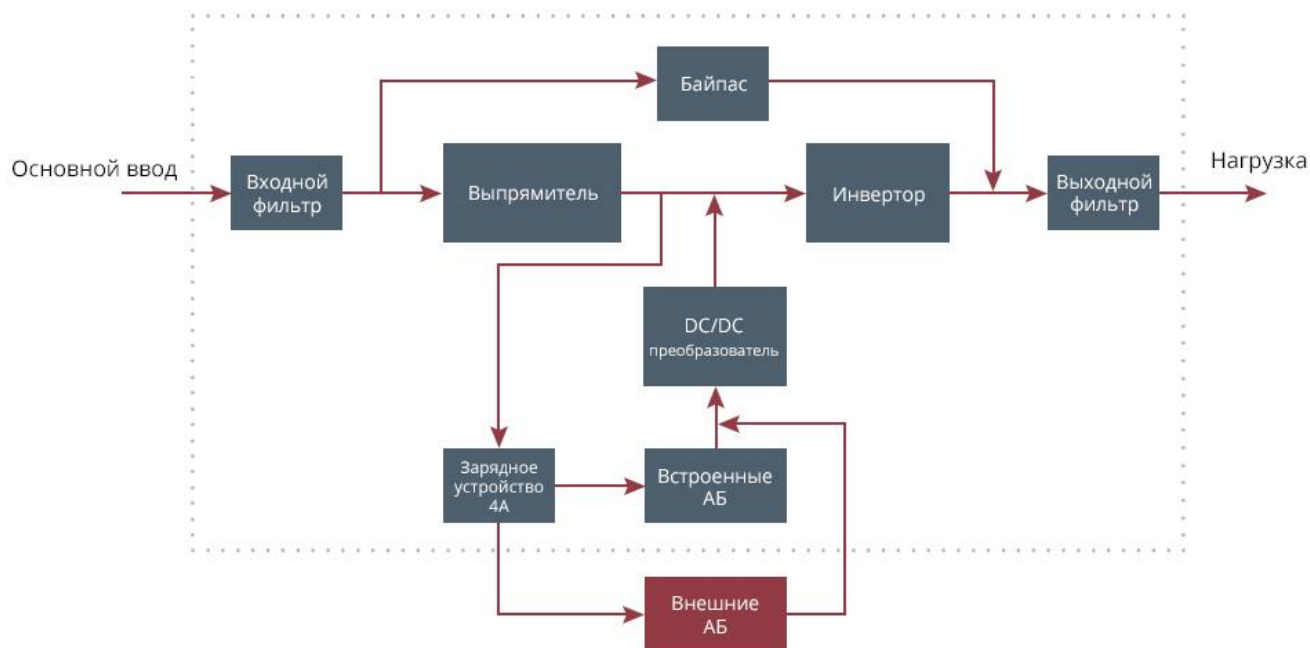 Байпас
Основной ввод
Входной
фильтр
Выпрямитель
Инвертор
Выходной
фильтр
Нагрузка
DC/DC
преобразователь
Зарядное
устройство
4А
Встроенные
АБ
Внешние
АБ